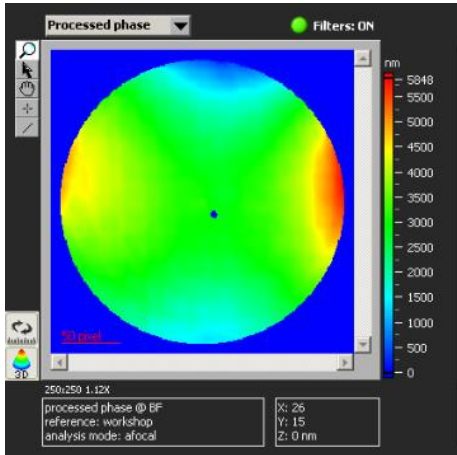 Processed phase
Filters: ON
nm
5848
5500
5000
4500
4000
3500
3000
2500
2000
1500
1000
500
0
50 pixel
3D
250x250 1.12X
processed phase @ BF
reference: workshop
analysis mode: afocal
X: 26
Y: 15
Z: 0 nm